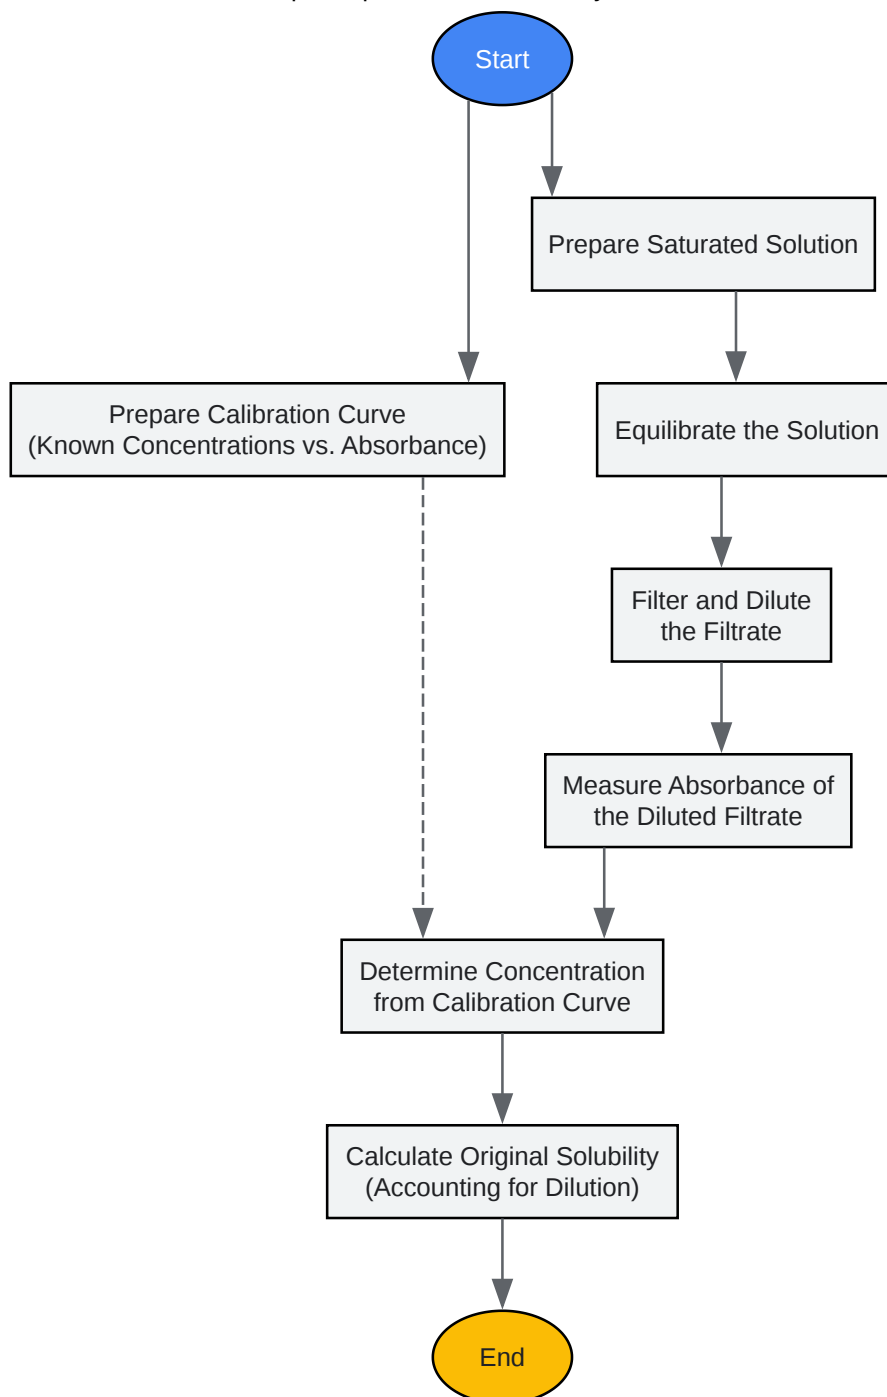 Start
Prepare Saturated Solution
Prepare Calibration Curve
(Known Concentrations vs. Absorbance)
Equilibrate the Solution
Filter and Dilute
the Filtrate
Measure Absorbance of
the Diluted Filtrate
Determine Concentration
from Calibration Curve
Calculate Original Solubility
(Accounting for Dilution)
End